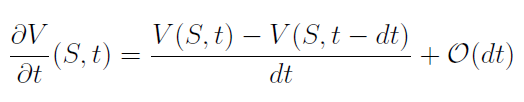 ∂V/∂t (S, t) = (V(S, t) − V(S, t − dt))/dt + 𝒪(dt)